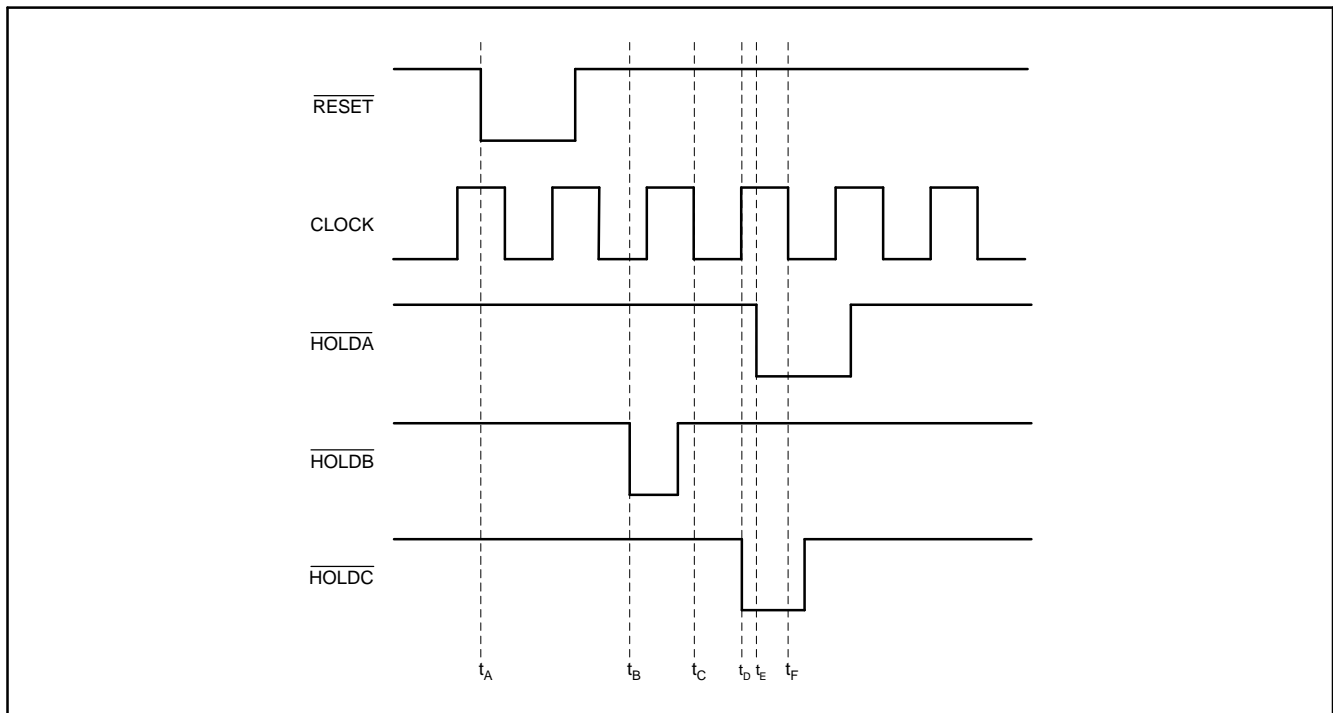 RESET
CLOCK
HOLDA
HOLDB
HOLDC
tA tB tC tD tE tF